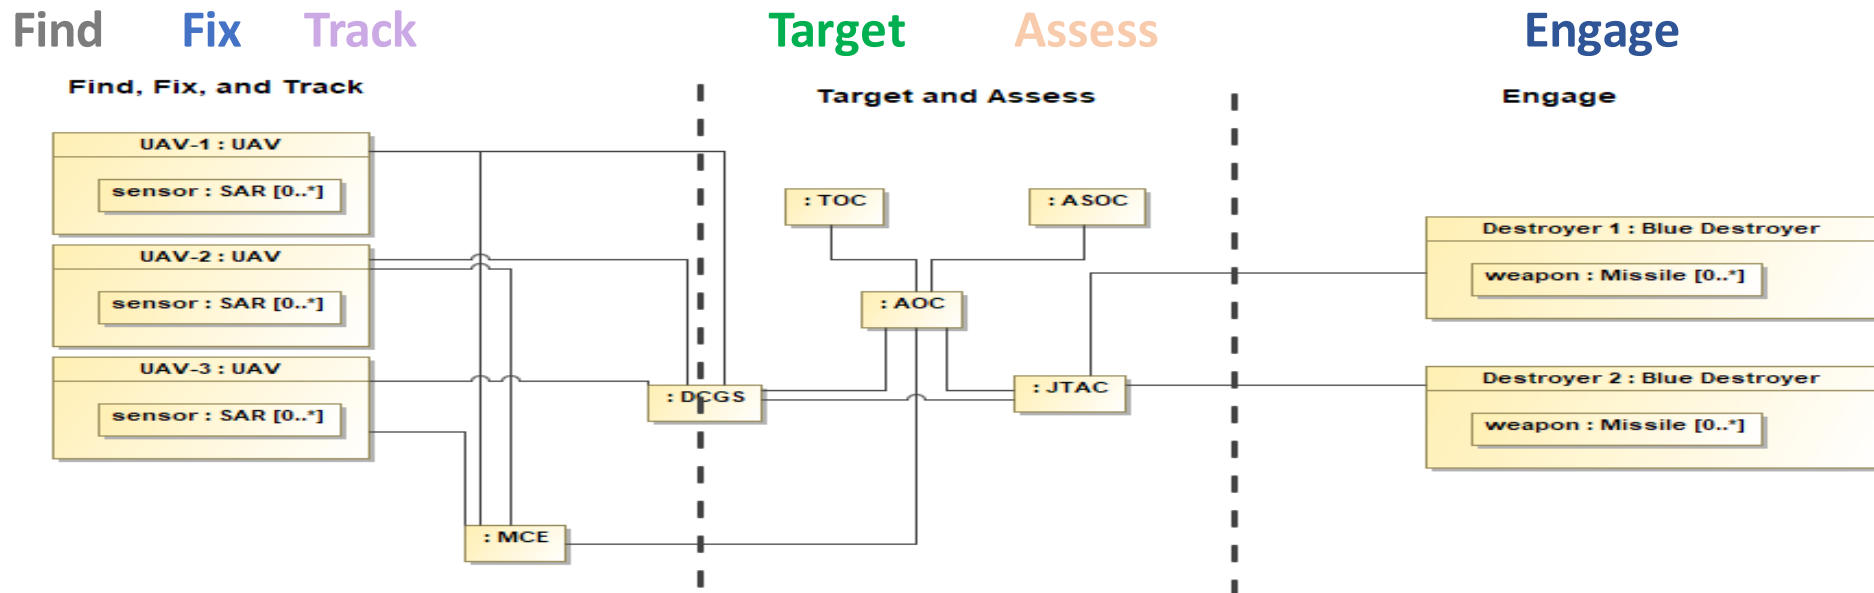 Find Fix Track Target Assess Engage
Find, Fix, and Track
Target and Assess
Engage
UAV-1 : UAV
sensor : SAR [0..*]
UAV-2 : UAV
sensor : SAR [0..*]
UAV-3 : UAV
sensor : SAR [0..*]
: MCE
: DCGS
: TOC
: ASOC
: AOC
: JTAC
Destroyer 1 : Blue Destroyer
weapon : Missile [0..*]
Destroyer 2 : Blue Destroyer
weapon : Missile [0..*]